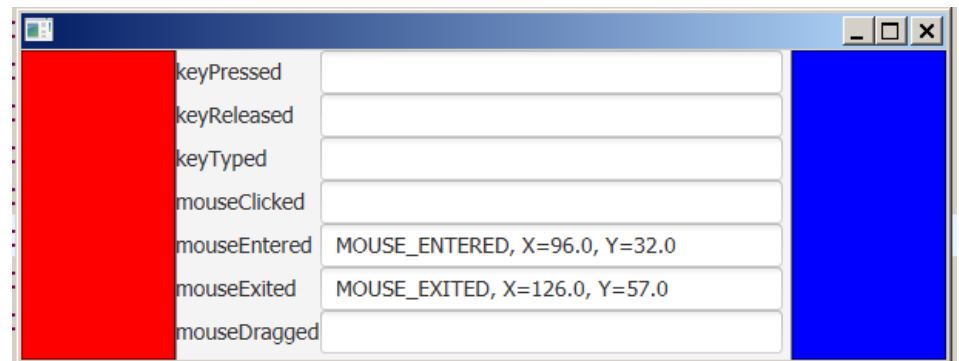 keyPressed
keyReleased
keyTyped
mouseClicked
mouseEntered MOUSE_ENTERED, X=96.0, Y=32.0
mouseExited MOUSE_EXITED, X=126.0, Y=57.0
mouseDragged